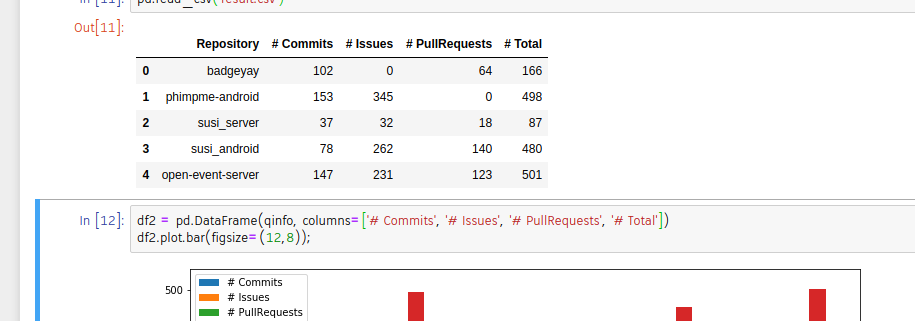 In [11]: pd.read_csv('result.csv')
Out[11]:
Repository # Commits # Issues # PullRequests # Total
0 badgeyay 102 0 64 166
1 phimpme-android 153 345 0 498
2 susi_server 37 32 18 87
3 susi_android 78 262 140 480
4 open-event-server 147 231 123 501
In [12]: df2 = pd.DataFrame(qinfo, columns=['# Commits', '# Issues', '# PullRequests', '# Total'])
df2.plot.bar(figsize=(12,8));
500
# Commits
# Issues
# PullRequests